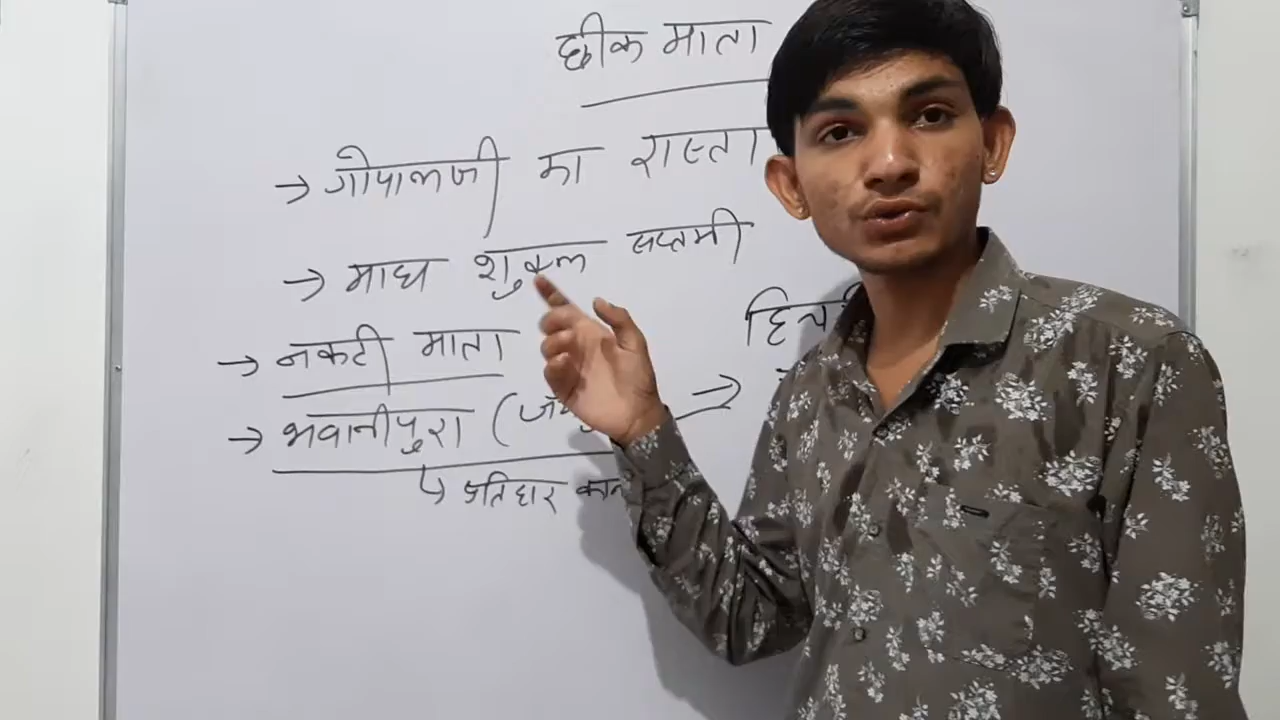 छींक माता
→ गोपालजी का रास्ता
→ माघ शुक्ल सप्तमी
→ नकटी माता
→ भवानीपुरा (
↳ प्रतिहार